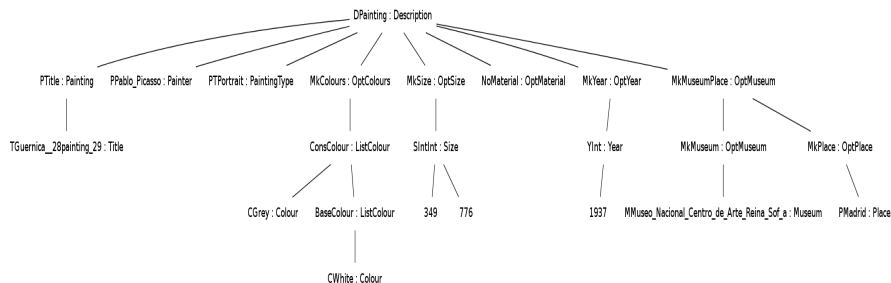 DPainting : Description
PTitle : Painting PPablo_Picasso : Painter PTPortrait : PaintingType MkColours : OptColours MkSize : OptSize NoMaterial : OptMaterial MkYear : OptYear MkMuseumPlace : OptMuseum
TGuernica__28painting_29 : Title ConsColour : ListColour SIntInt : Size YInt : Year MkMuseum : OptMuseum MkPlace : OptPlace
CGrey : Colour BaseColour : ListColour 349 776 1937 MMuseo_Nacional_Centro_de_Arte_Reina_Sof_a : Museum PMadrid : Place
CWhite : Colour